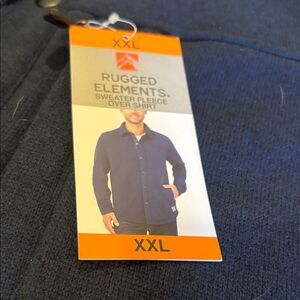 XXL
RUGGED
ELEMENTS®
SWEATER FLEECE
OVER SHIRT
XXL